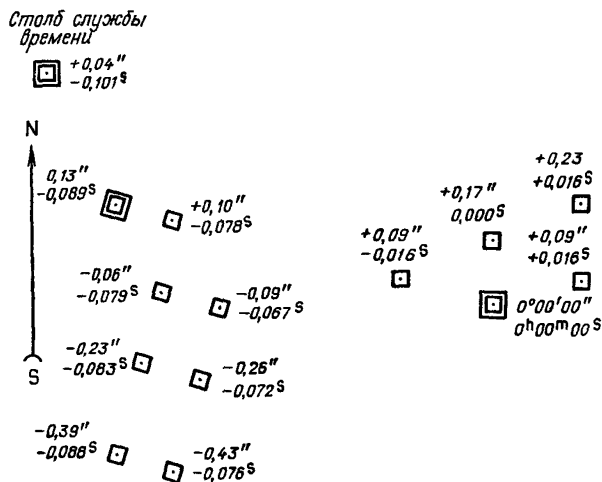 Столб службы
времени
+0,04"
-0,101ˢ
N
0,13"
-0,089ˢ
+0,10"
-0,078ˢ
+0,23
+0,016ˢ
+0,17"
0,000ˢ
+0,09"
-0,016ˢ
+0,09"
+0,016ˢ
-0,06"
-0,079ˢ
-0,09"
-0,067ˢ
0°00'00"
0ʰ00ᵐ00ˢ
-0,23"
-0,083ˢ
S
-0,26"
-0,072ˢ
-0,39"
-0,088ˢ
-0,43"
-0,076ˢ